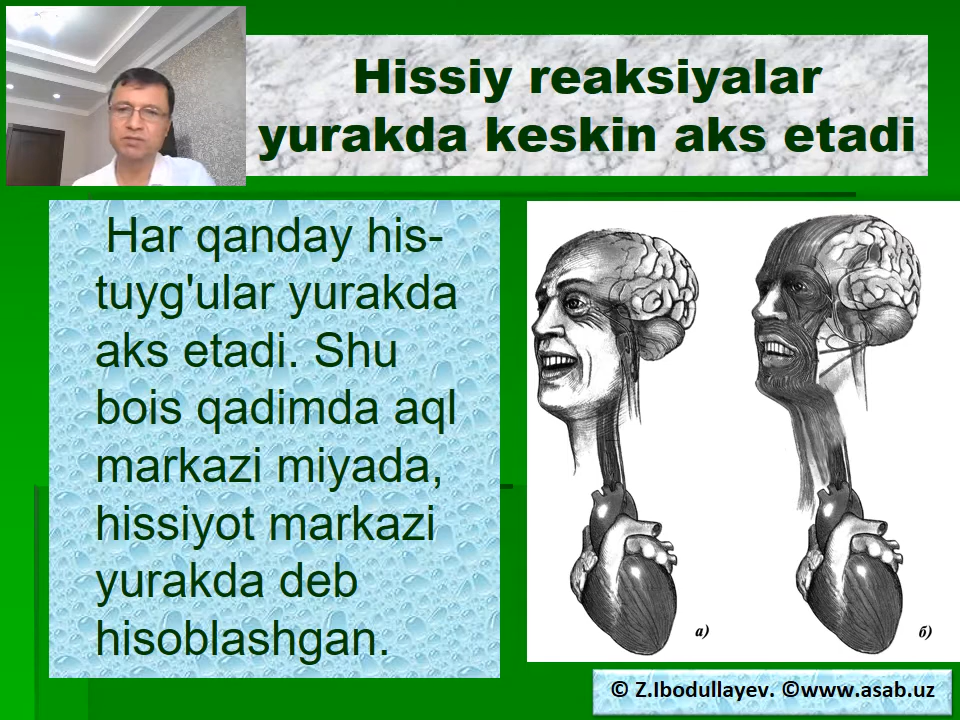 Hissiy reaksiyalar
yurakda keskin aks etadi
Har qanday his-
tuyg'ular yurakda
aks etadi. Shu
bois qadimda aql
markazi miyada,
hissiyot markazi
yurakda deb
hisoblashgan.
а)
б)
© Z.Ibodullayev. ©www.asab.uz